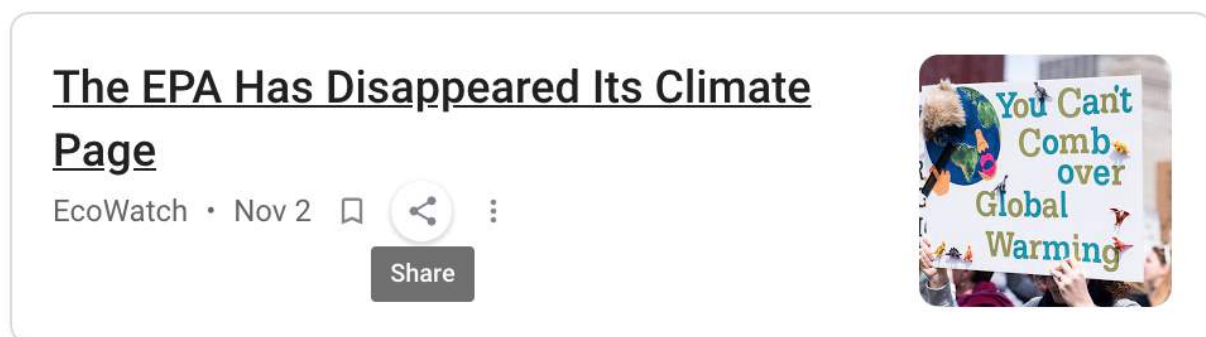 The EPA Has Disappeared Its Climate
Page
EcoWatch • Nov 2
Share
You Can't
Comb
over
Global
Warming